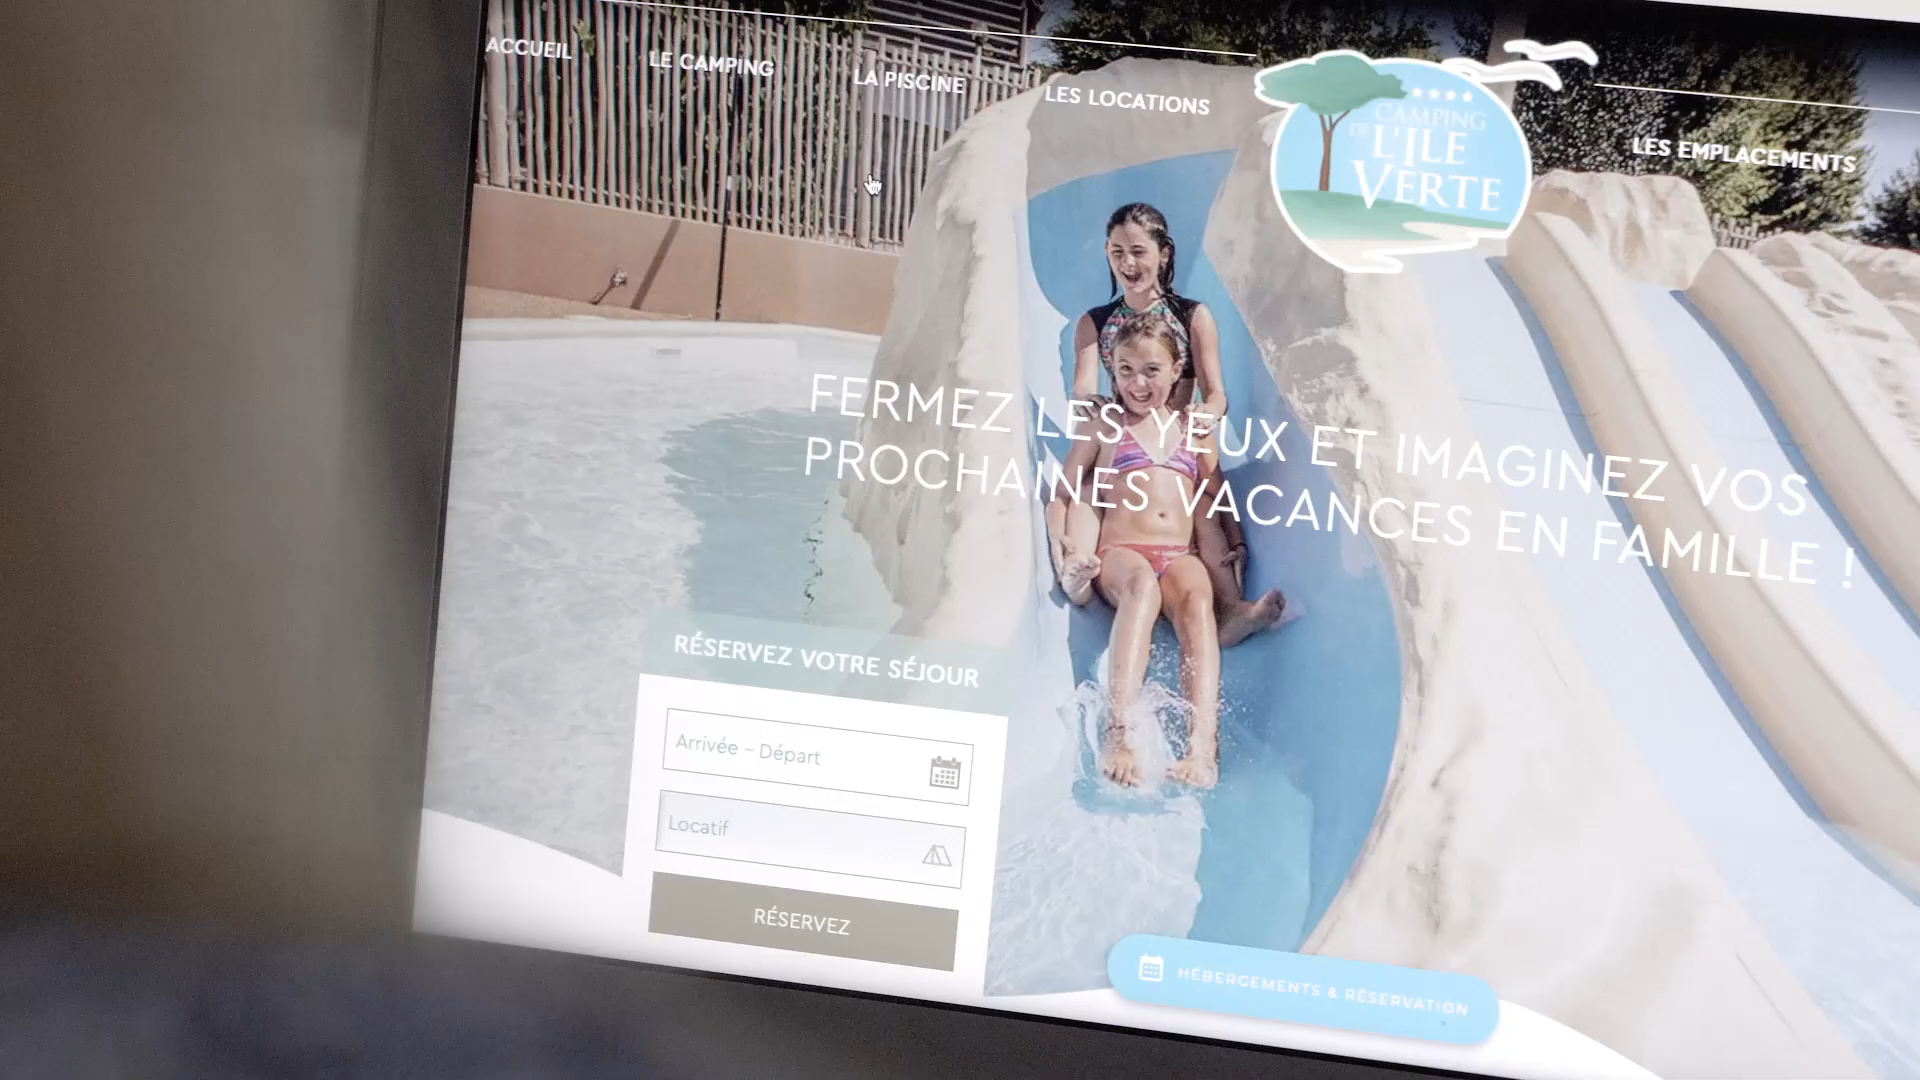 ACCUEIL
LE CAMPING
LA PISCINE
LES LOCATIONS
CAMPING
DE L'ILE
VERTE
LES EMPLACEMENTS
FERMEZ LES YEUX ET IMAGINEZ VOS
PROCHAINES VACANCES EN FAMILLE !
RÉSERVEZ VOTRE SÉJOUR
Arrivée - Départ
Locatif
RÉSERVEZ
HÉBERGEMENTS & RÉSERVATION